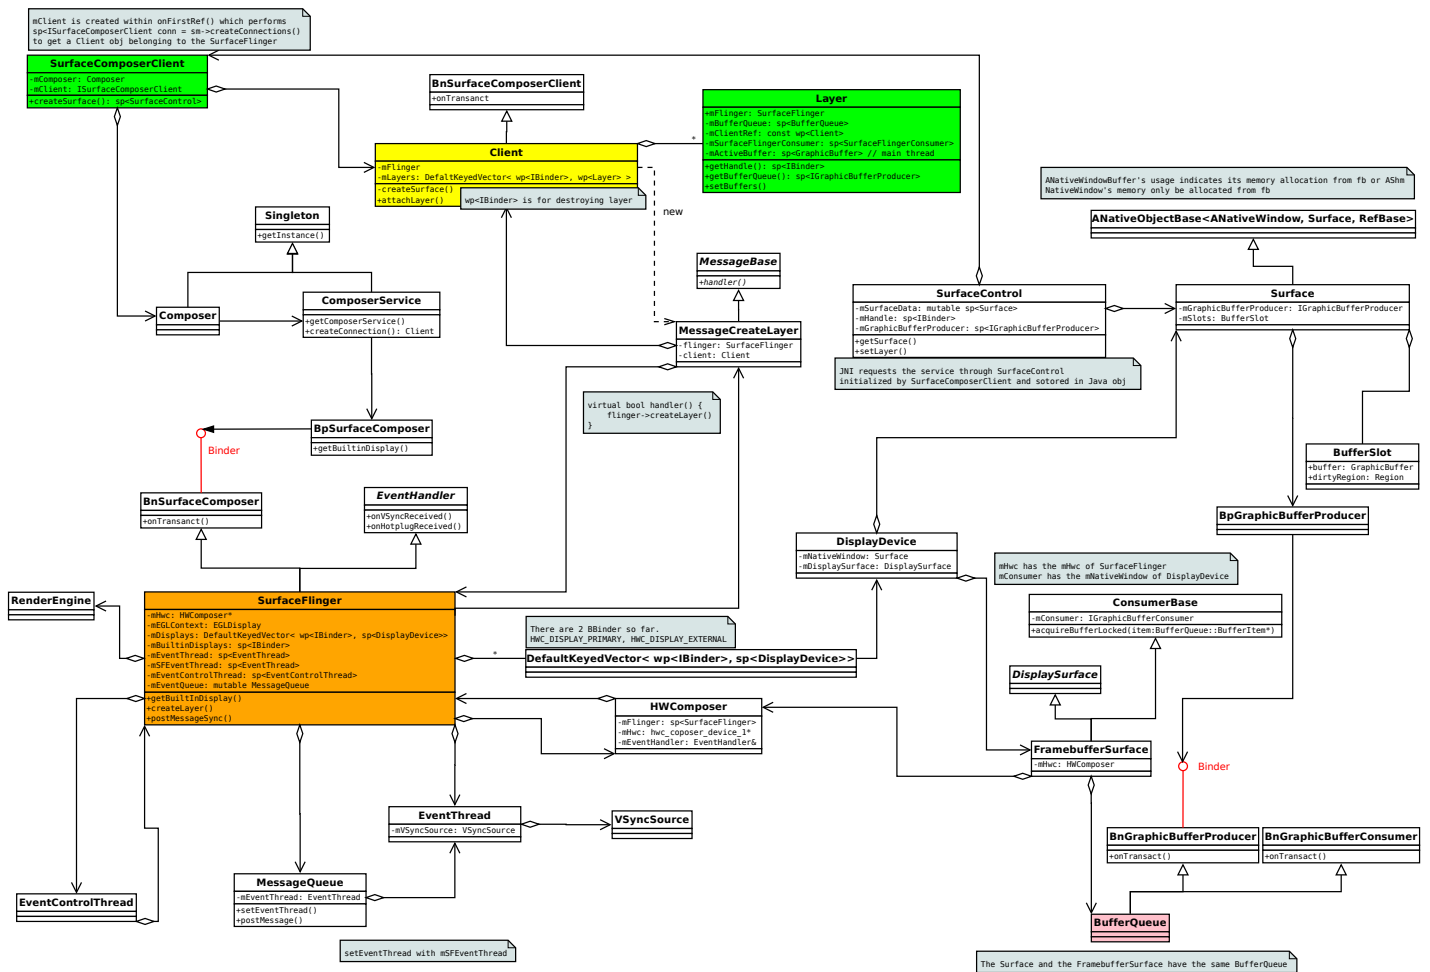 mClient is created within onFirstRef() which performs
sp<ISurfaceComposerClient conn = sm->createConnections()
to get a Client obj belonging to the SurfaceFlinger
SurfaceComposerClient
-mComposer: Composer
-mClient: ISurfaceComposerClient
+createSurface(): sp<SurfaceControl>
BnSurfaceComposerClient
+onTransanct
Layer
+mFlinger: SurfaceFlinger
-mBufferQueue: sp<BufferQueue>
-mClientRef: const wp<Client>
-mSurfaceFlingerConsumer: sp<SurfaceFlingerConsumer>
-mActiveBuffer: sp<GraphicBuffer> // main thread
+getHandle(): sp<IBinder>
+getBufferQueue(): sp<IGraphicBufferProducer>
+setBuffers()
*
Client
-mFlinger
-mLayers: DefaltKeyedVector< wp<IBinder>, wp<Layer> >
-createSurface()
+attachLayer()
wp<IBinder> is for destroying layer
new
ANativeWindowBuffer's usage indicates its memory allocation from fb or AShm
NativeWindow's memory only be allocated from fb
ANativeObjectBase<ANativeWindow, Surface, RefBase>
Singleton
+getInstance()
MessageBase
+handler()
Composer
ComposerService
+getComposerService()
+createConnection(): Client
MessageCreateLayer
-flinger: SurfaceFlinger
-client: Client
SurfaceControl
-mSurfaceData: mutable sp<Surface>
-mHandle: sp<IBinder>
-mGraphicBufferProducer: sp<IGraphicBufferProducer>
+getSurface()
+setLayer()
JNI requests the service through SurfaceControl
initialized by SurfaceComposerClient and sotored in Java obj
Surface
-mGraphicBufferProducer: IGraphicBufferProducer
-mSlots: BufferSlot
virtual bool handler() {
flinger->createLayer()
}
BpSurfaceComposer
+getBuiltinDisplay()
Binder
BufferSlot
+buffer: GraphicBuffer
+dirtyRegion: Region
BnSurfaceComposer
+onTransanct()
EventHandler
+onVSyncReceived()
+onHotplugReceived()
BpGraphicBufferProducer
DisplayDevice
-mNativeWindow: Surface
-mDisplaySurface: DisplaySurface
mHwc has the mHwc of SurfaceFlinger
mConsumer has the mNativeWindow of DisplayDevice
RenderEngine
SurfaceFlinger
-mHwc: HWComposer*
-mEGLContext: EGLDisplay
-mDisplays: DefaultKeyedVector< wp<IBinder>, sp<DisplayDevice>>
-mBuiltinDisplays: sp<IBinder>
-mEventThread: sp<EventThread>
-mSFEventThread: sp<EventThread>
-mEventControlThread: sp<EventControlThread>
-mEventQueue: mutable MessageQueue
+getBuiltInDisplay()
+createLayer()
+postMessageSync()
There are 2 BBinder so far.
HWC_DISPLAY_PRIMARY, HWC_DISPLAY_EXTERNAL
*
DefaultKeyedVector< wp<IBinder>, sp<DisplayDevice>>
ConsumerBase
-mConsumer: IGraphicBufferConsumer
+acquireBufferLocked(item:BufferQueue::BufferItem*)
DisplaySurface
HWComposer
-mFlinger: sp<SurfaceFlinger>
-mHwc: hwc_coposer_device_1*
-mEventHandler: EventHandler&
FramebufferSurface
-mHwc: HWComposer
Binder
EventThread
-mVSyncSource: VSyncSource
VSyncSource
BnGraphicBufferProducer
+onTransact()
BnGraphicBufferConsumer
+onTransact()
EventControlThread
MessageQueue
-mEventThread: EventThread
+setEventThread()
+postMessage()
setEventThread with mSFEventThread
BufferQueue
The Surface and the FramebufferSurface have the same BufferQueue